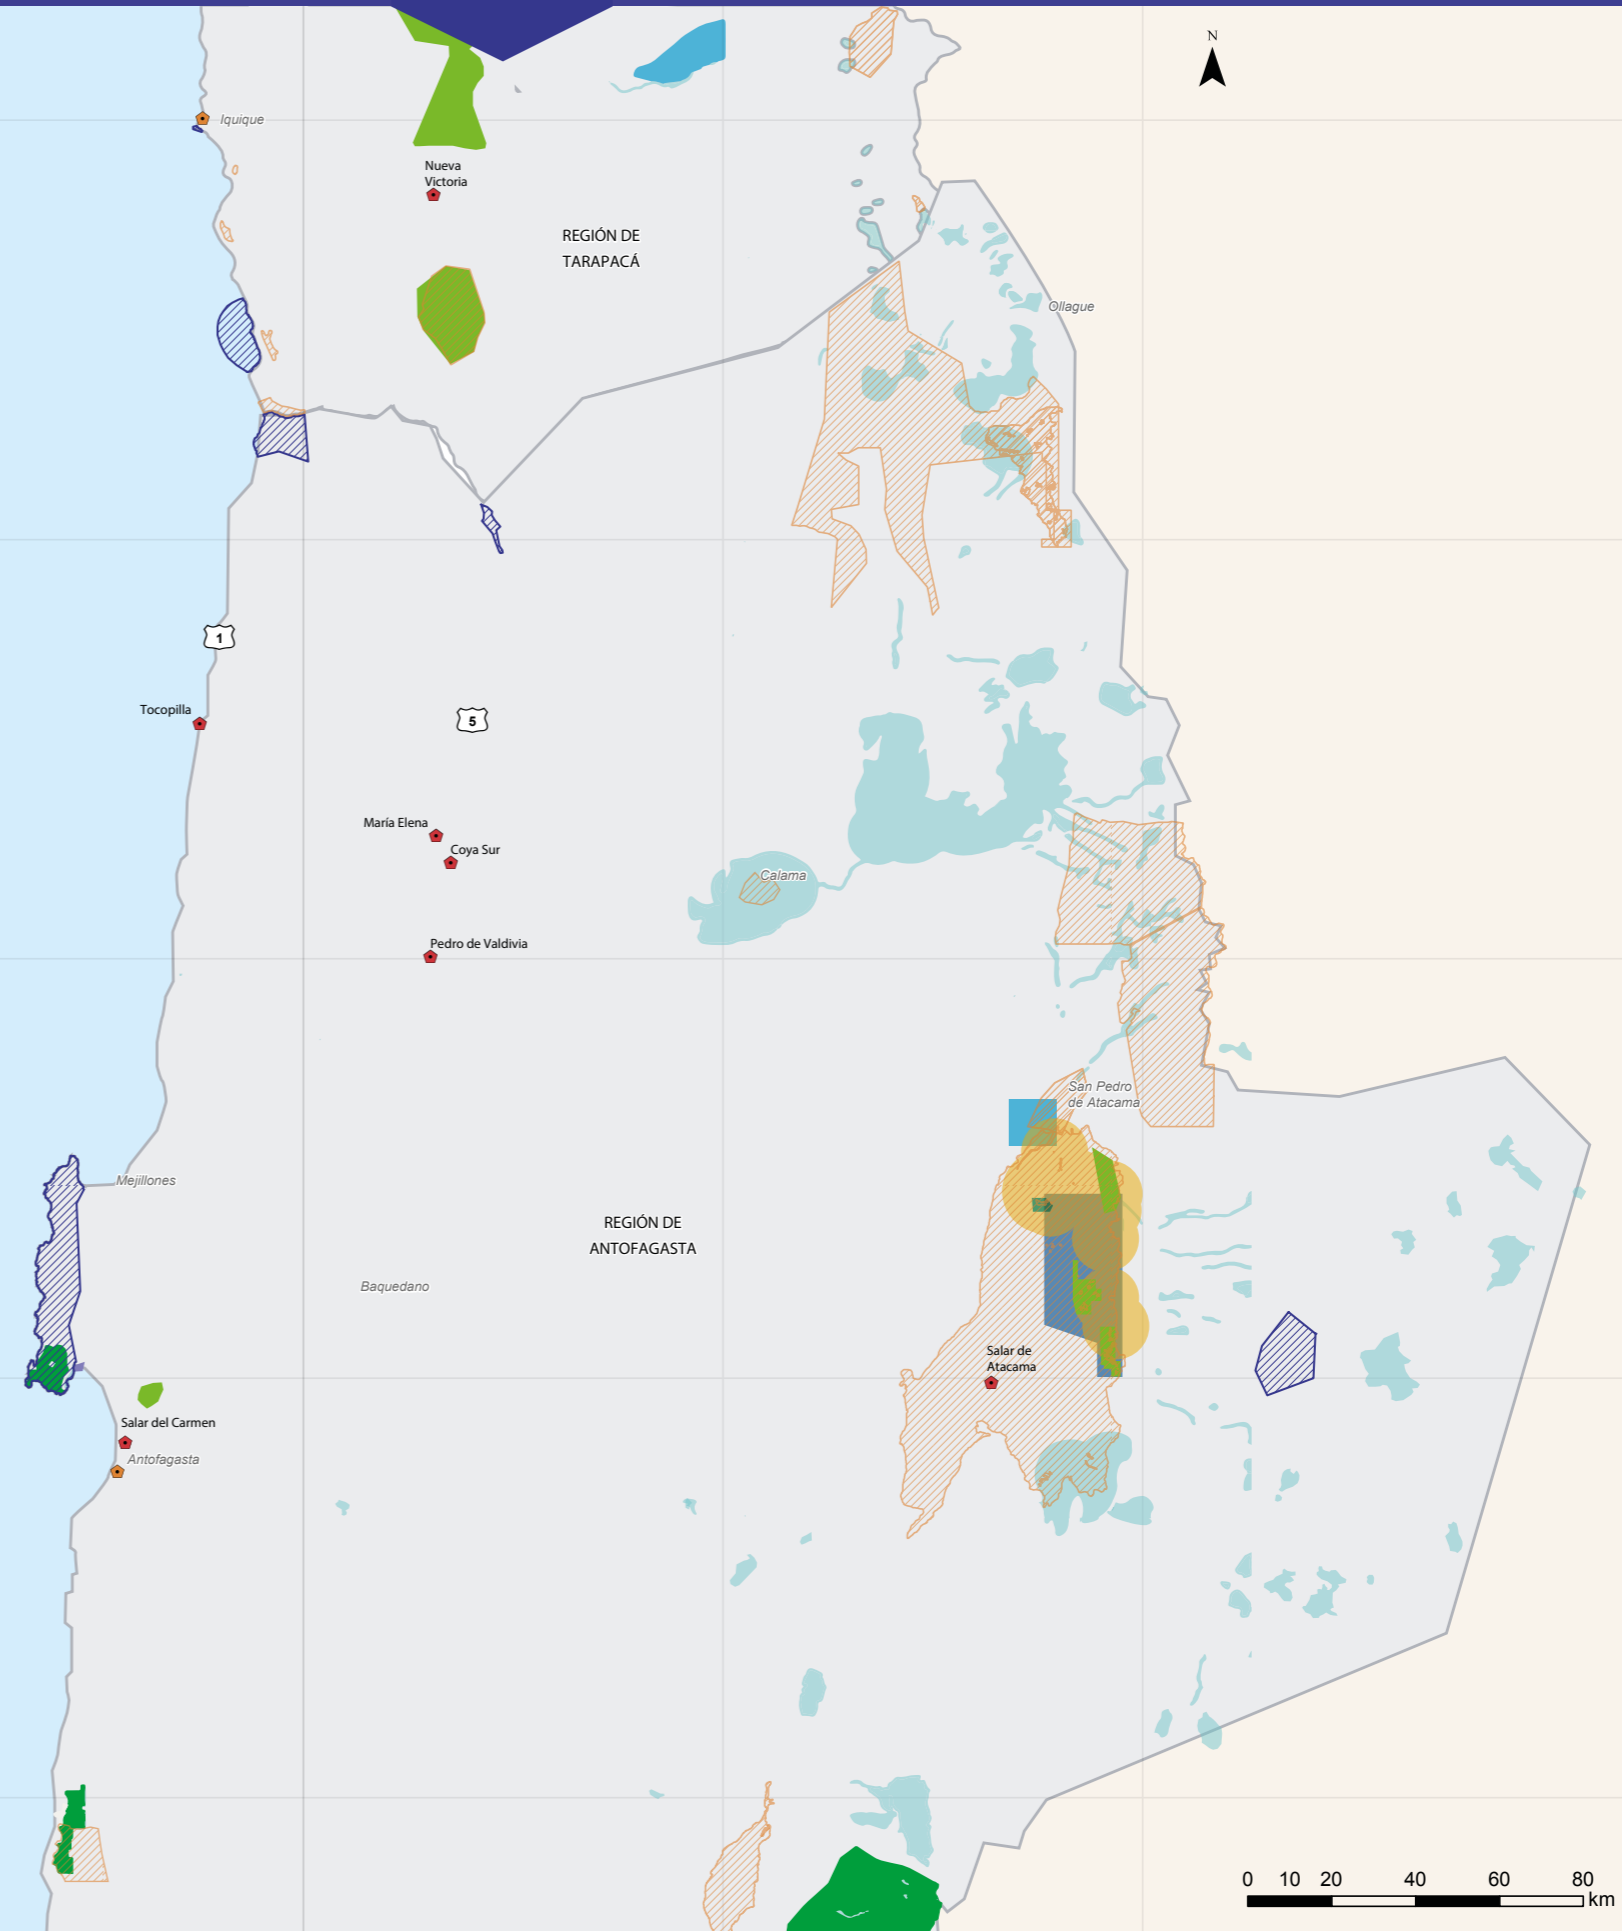 N
Iquique
Nueva
Victoria
REGIÓN DE
TARAPACÁ
Ollague
1
Tocopilla
5
María Elena
Coya Sur
Calama
Pedro de Valdivia
San Pedro
de Atacama
Mejillones
REGIÓN DE
ANTOFAGASTA
Baquedano
Salar de
Atacama
Salar del Carmen
Antofagasta
0 10 20 40 60 80
km